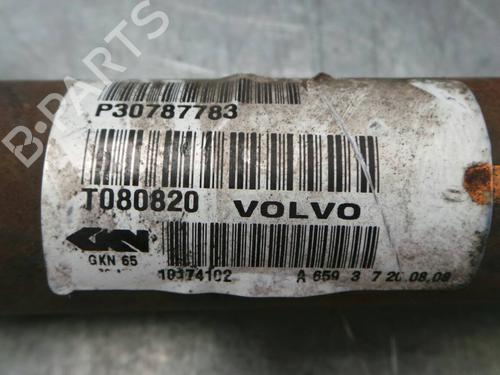 P30787783
T080820 VOLVO
GKN
GKN 65
10174102 A 659 3 7 20.08.08
B-PARTS